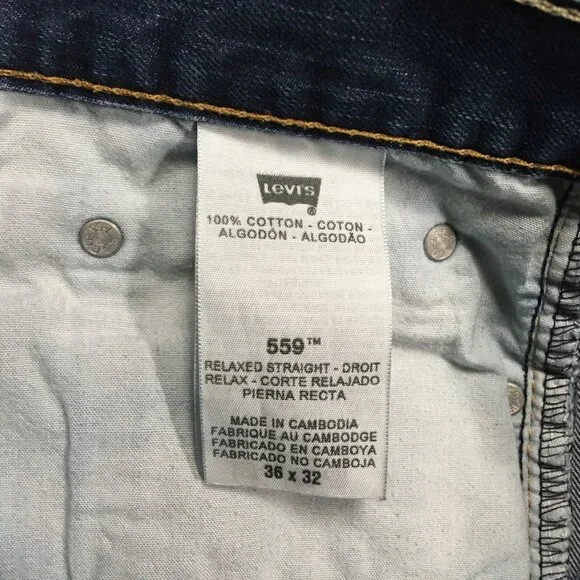 Levi's
®
100% COTTON - COTON -
ALGODÓN - ALGODÃO
559™
RELAXED STRAIGHT - DROIT
RELAX - CORTE RELAJADO
PIERNA RECTA
MADE IN CAMBODIA
FABRIQUE AU CAMBODGE
FABRICADO EN CAMBOYA
FABRICADO NO CAMBOJA
36 x 32